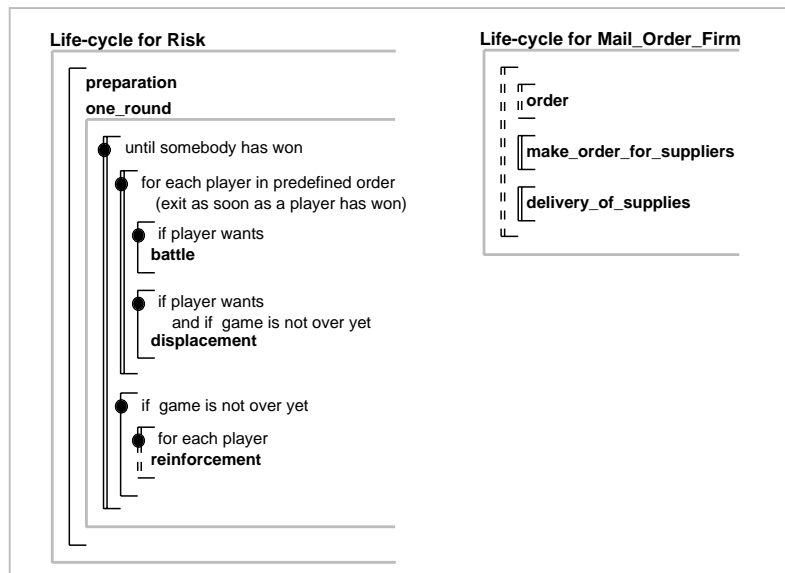 Life-cycle for Risk
preparation
one_round
until somebody has won
for each player in predefined order
(exit as soon as a player has won)
if player wants
battle
if player wants
and if game is not over yet
displacement
if game is not over yet
for each player
reinforcement
Life-cycle for Mail_Order_Firm
order
make_order_for_suppliers
delivery_of_supplies